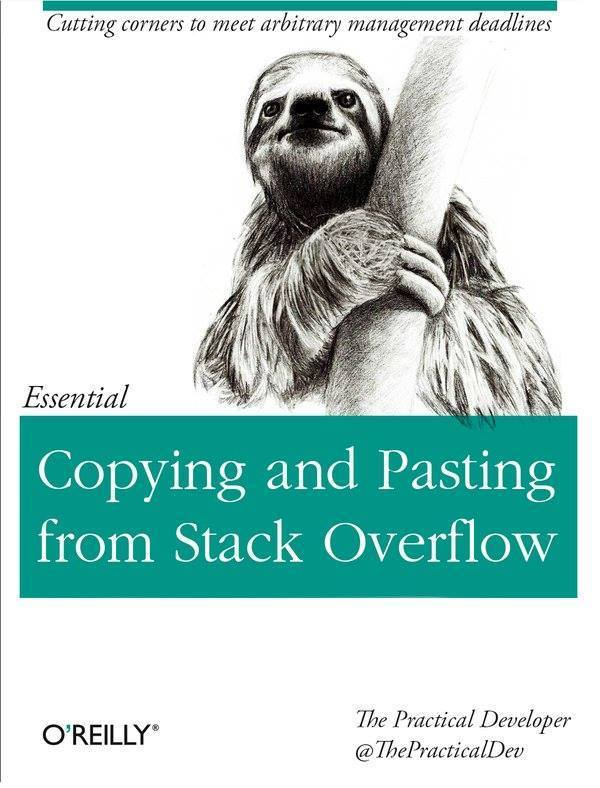 Cutting corners to meet arbitrary management deadlines
Essential
Copying and Pasting
from Stack Overflow
O'REILLY®
The Practical Developer
@ThePracticalDev